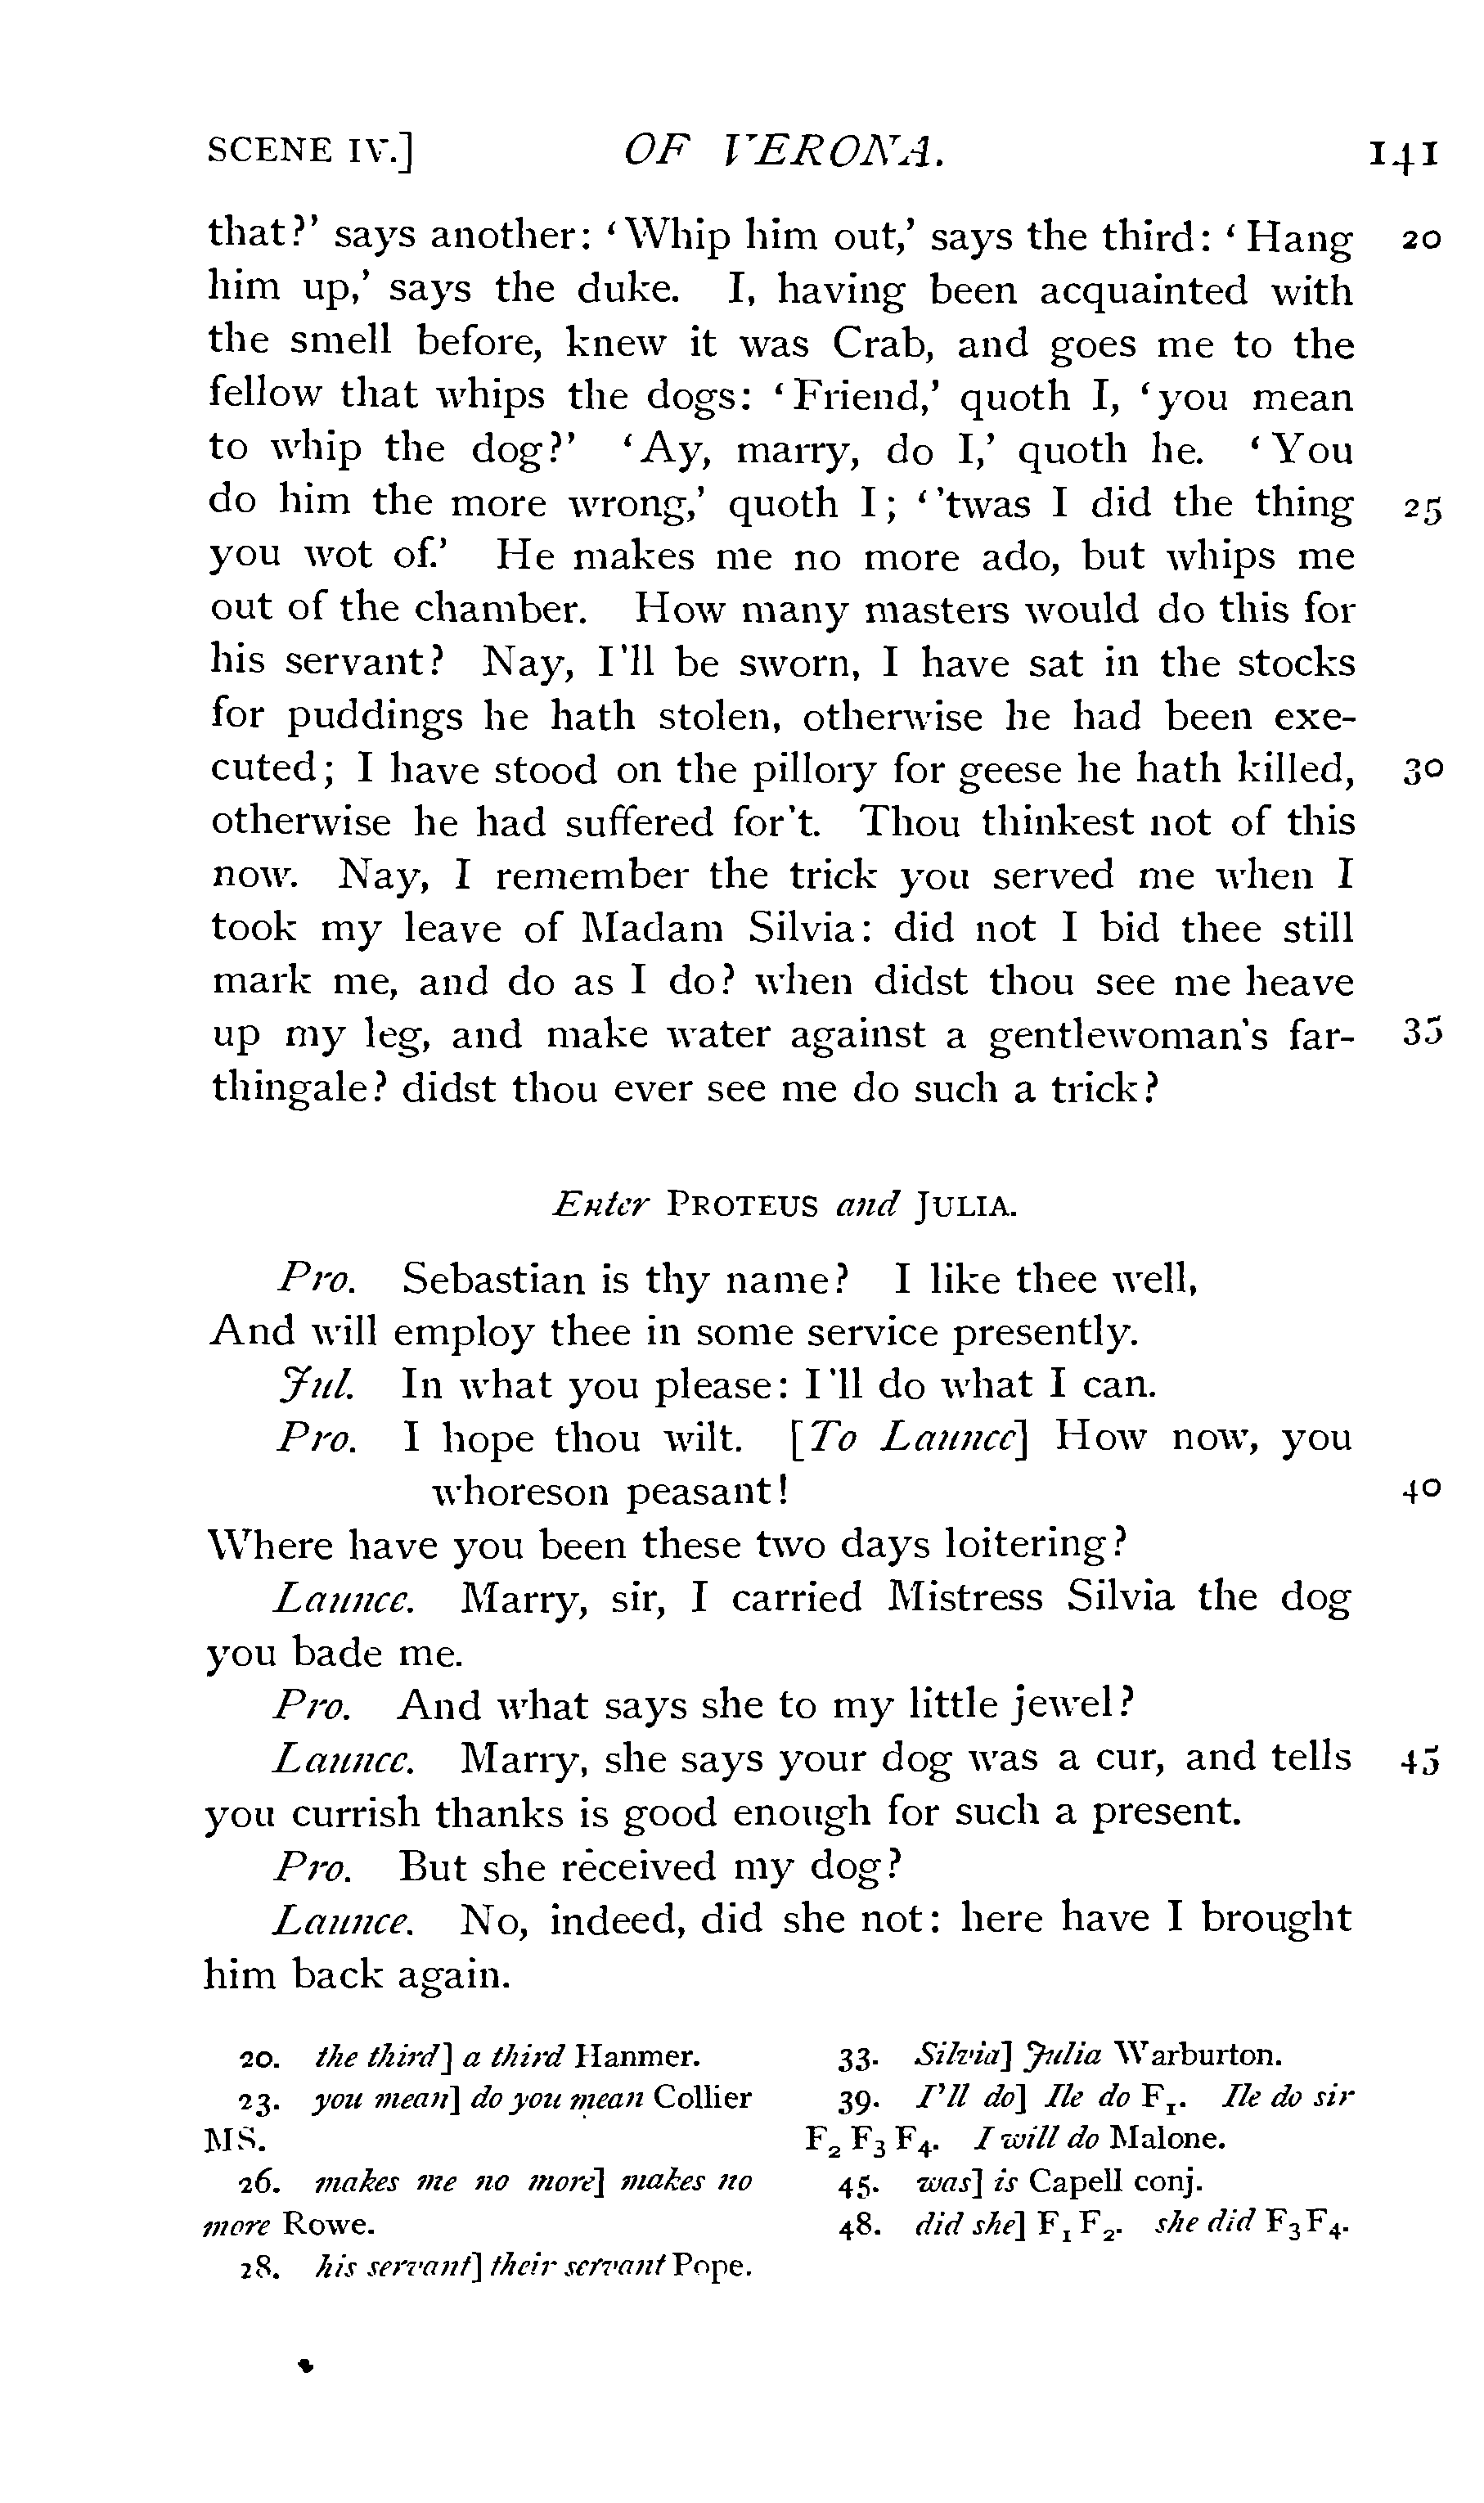 SCENE IV.] OF VERONA. 141
that?' says another: 'Whip him out,' says the third: 'Hang 20
him up,' says the duke. I, having been acquainted with
the smell before, knew it was Crab, and goes me to the
fellow that whips the dogs: 'Friend,' quoth I, 'you mean
to whip the dog?' 'Ay, marry, do I,' quoth he. 'You
do him the more wrong,' quoth I; ''twas I did the thing 25
you wot of.' He makes me no more ado, but whips me
out of the chamber. How many masters would do this for
his servant? Nay, I'll be sworn, I have sat in the stocks
for puddings he hath stolen, otherwise he had been exe-
cuted; I have stood on the pillory for geese he hath killed, 30
otherwise he had suffered for't. Thou thinkest not of this
now. Nay, I remember the trick you served me when I
took my leave of Madam Silvia: did not I bid thee still
mark me, and do as I do? when didst thou see me heave
up my leg, and make water against a gentlewoman's far- 35
thingale? didst thou ever see me do such a trick?
Enter PROTEUS and JULIA.
Pro. Sebastian is thy name? I like thee well,
And will employ thee in some service presently.
Jul. In what you please: I'll do what I can.
Pro. I hope thou wilt. [To Launce] How now, you
whoreson peasant! 40
Where have you been these two days loitering?
Launce. Marry, sir, I carried Mistress Silvia the dog
you bade me.
Pro. And what says she to my little jewel?
Launce. Marry, she says your dog was a cur, and tells 45
you currish thanks is good enough for such a present.
Pro. But she received my dog?
Launce. No, indeed, did she not: here have I brought
him back again.
20. the third] a third Hanmer.
23. you mean] do you mean Collier
MS.
26. makes me no more] makes no
more Rowe.
28. his servant] their servant Pope.
33. Silvia] Julia Warburton.
39. I'll do] Ile do F1. Ile do sir
F2 F3 F4. I will do Malone.
45. was] is Capell conj.
48. did she] F1 F2. she did F3 F4.